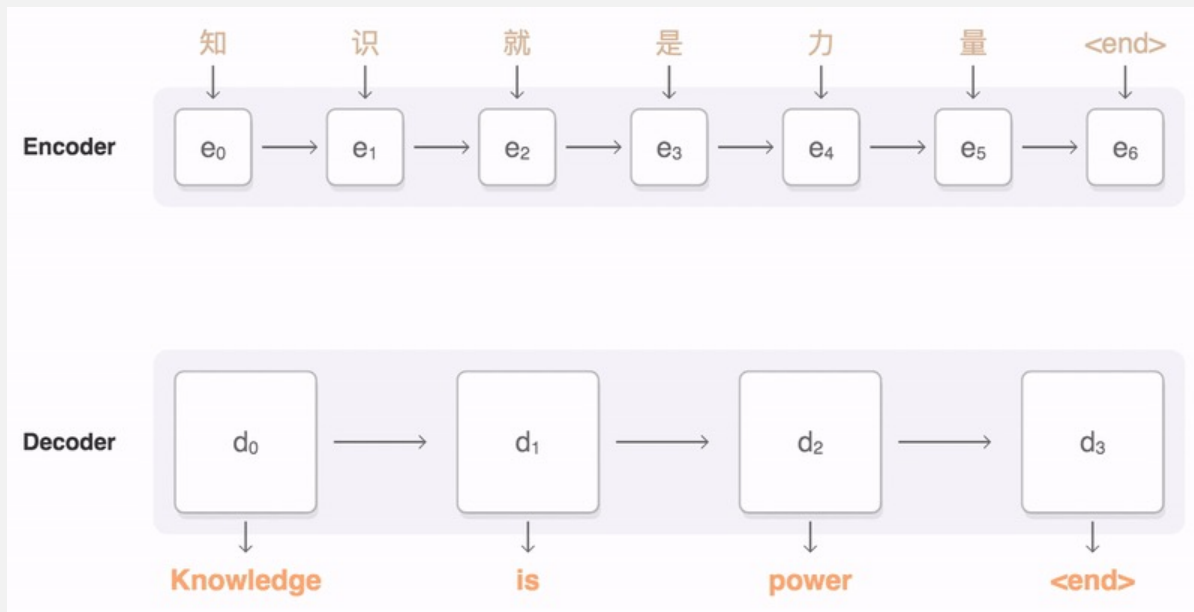 知 识 就 是 力 量 <end>
Encoder e₀ e₁ e₂ e₃ e₄ e₅ e₆
Decoder d₀ d₁ d₂ d₃
Knowledge is power <end>